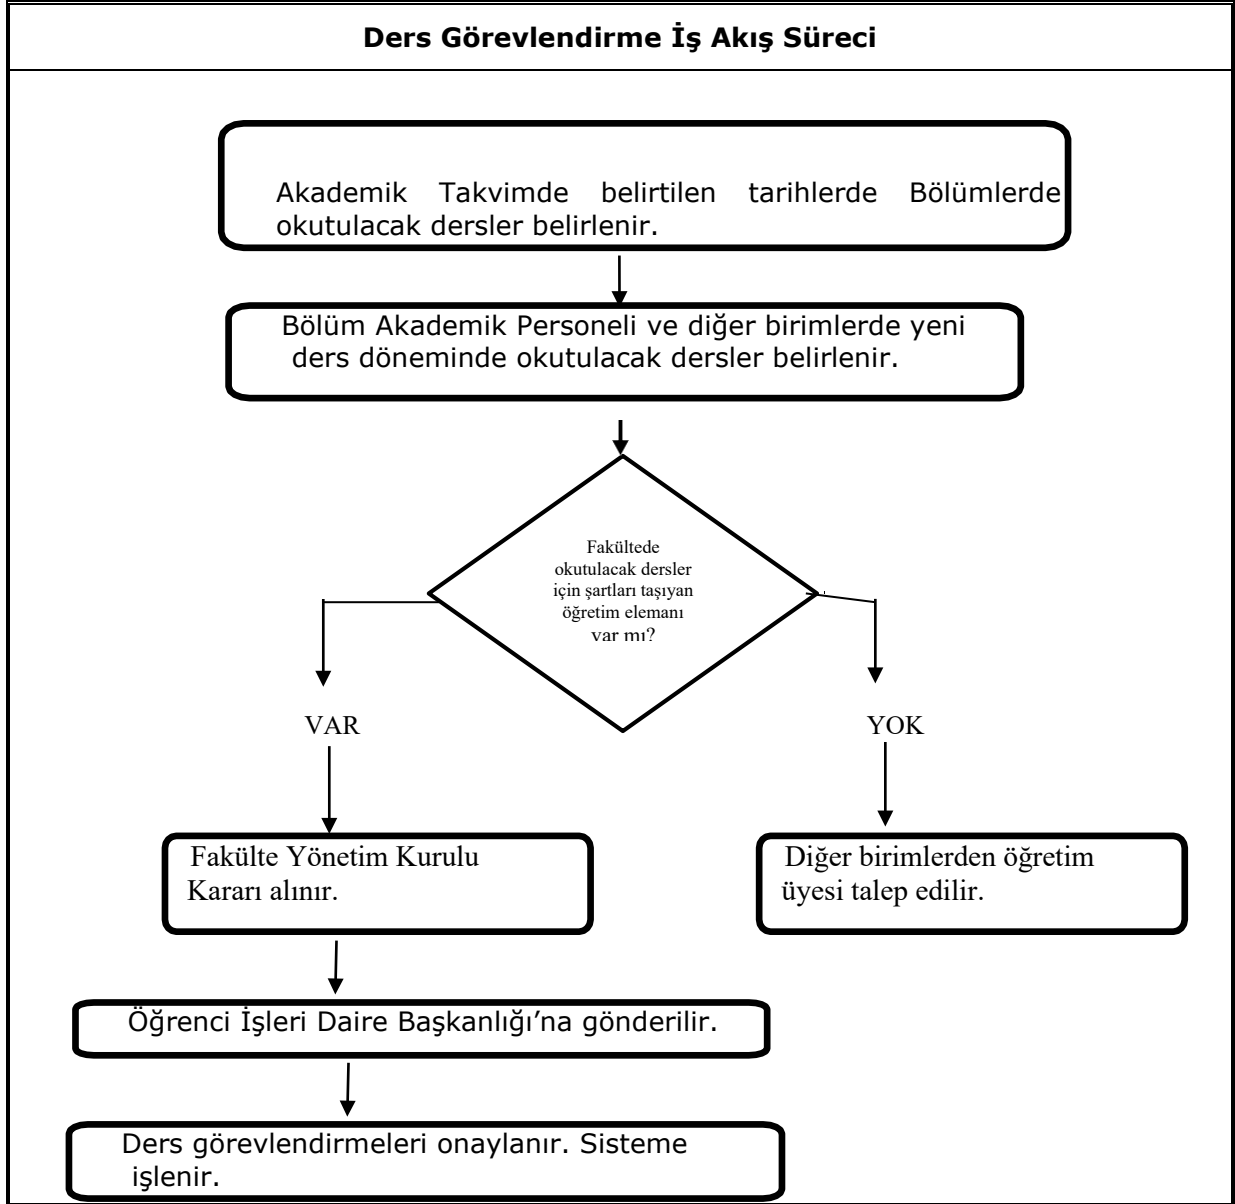 Ders Görevlendirme İş Akış Süreci
Akademik Takvimde belirtilen tarihlerde Bölümlerde
okutulacak dersler belirlenir.
Bölüm Akademik Personeli ve diğer birimlerde yeni
ders döneminde okutulacak dersler belirlenir.
Fakültede
okutulacak dersler
için şartları taşıyan
öğretim elemanı
var mı?
VAR
YOK
Fakülte Yönetim Kurulu
Kararı alınır.
Diğer birimlerden öğretim
üyesi talep edilir.
Öğrenci İşleri Daire Başkanlığı’na gönderilir.
Ders görevlendirmeleri onaylanır. Sisteme
işlenir.